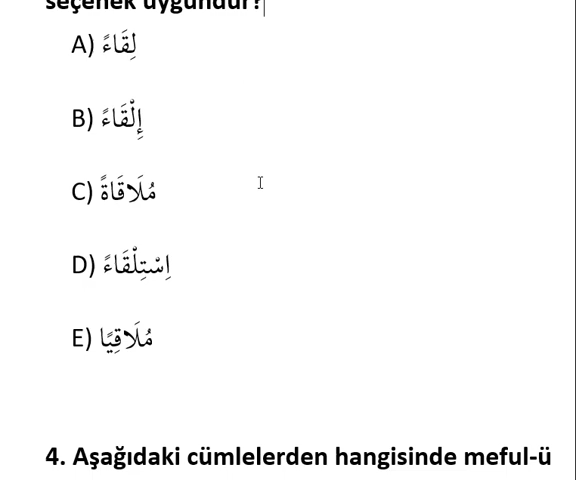 seçenek uygundur?
A) لِقَاءً
B) إِلْقَاءً
C) مُلَاقَاةً
D) اِسْتِلْقَاءً
E) مُلَاقِيًا
4. Aşağıdaki cümlelerden hangisinde meful-ü